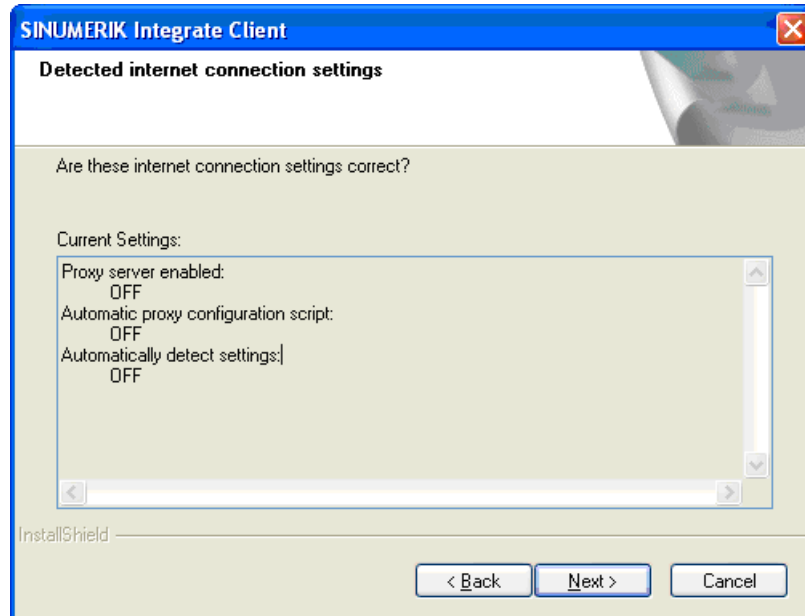 SINUMERIK Integrate Client
Detected internet connection settings
Are these internet connection settings correct?
Current Settings:
Proxy server enabled:
OFF
Automatic proxy configuration script:
OFF
Automatically detect settings:
OFF
InstallShield
< Back
Next >
Cancel